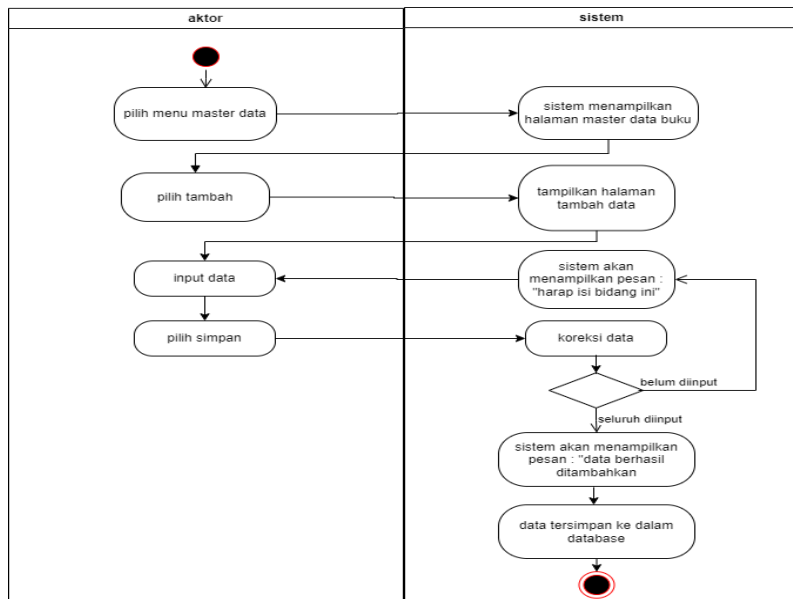 aktor
sistem
pilih menu master data
sistem menampilkan
halaman master data buku
pilih tambah
tampilkan halaman
tambah data
input data
sistem akan
menampilkan pesan :
"harap isi bidang ini"
pilih simpan
koreksi data
belum diinput
seluruh diinput
sistem akan menampilkan
pesan : "data berhasil
ditambahkan
data tersimpan ke dalam
database